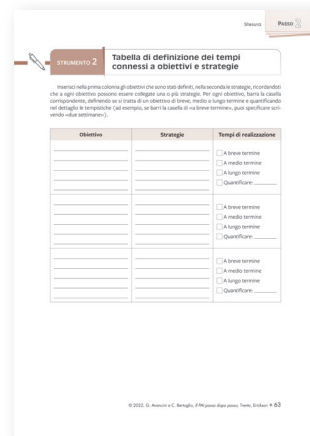 Strumenti PASSO 2
STRUMENTO 2
Tabella di definizione dei tempi
connessi a obiettivi e strategie
Inserisci nella prima colonna gli obiettivi che sono stati definiti, nella seconda le strategie, ricordandoti
che a ogni obiettivo possono essere collegate una o più strategie. Per ogni obiettivo, barra la casella
corrispondente, definendo se si tratta di un obiettivo di breve, medio o lungo termine e quantificando
nel dettaglio le tempistiche (ad esempio, se barri la casella di «a breve termine», puoi specificare scri-
vendo «due settimane»).
Obiettivo Strategie Tempi di realizzazione
A breve termine
A medio termine
A lungo termine
Quantificare:
A breve termine
A medio termine
A lungo termine
Quantificare:
A breve termine
A medio termine
A lungo termine
Quantificare:
© 2022, G. Avancini e C. Bertoglio, Il PAI passo dopo passo, Trento, Erickson + 63